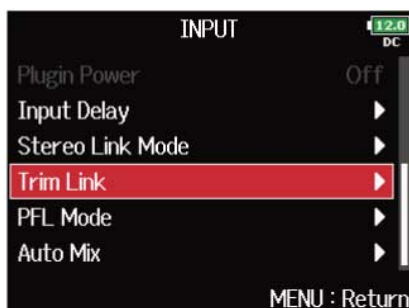 INPUT
12.0
DC
Plugin Power Off
Input Delay
Stereo Link Mode
Trim Link
PFL Mode
Auto Mix
MENU : Return